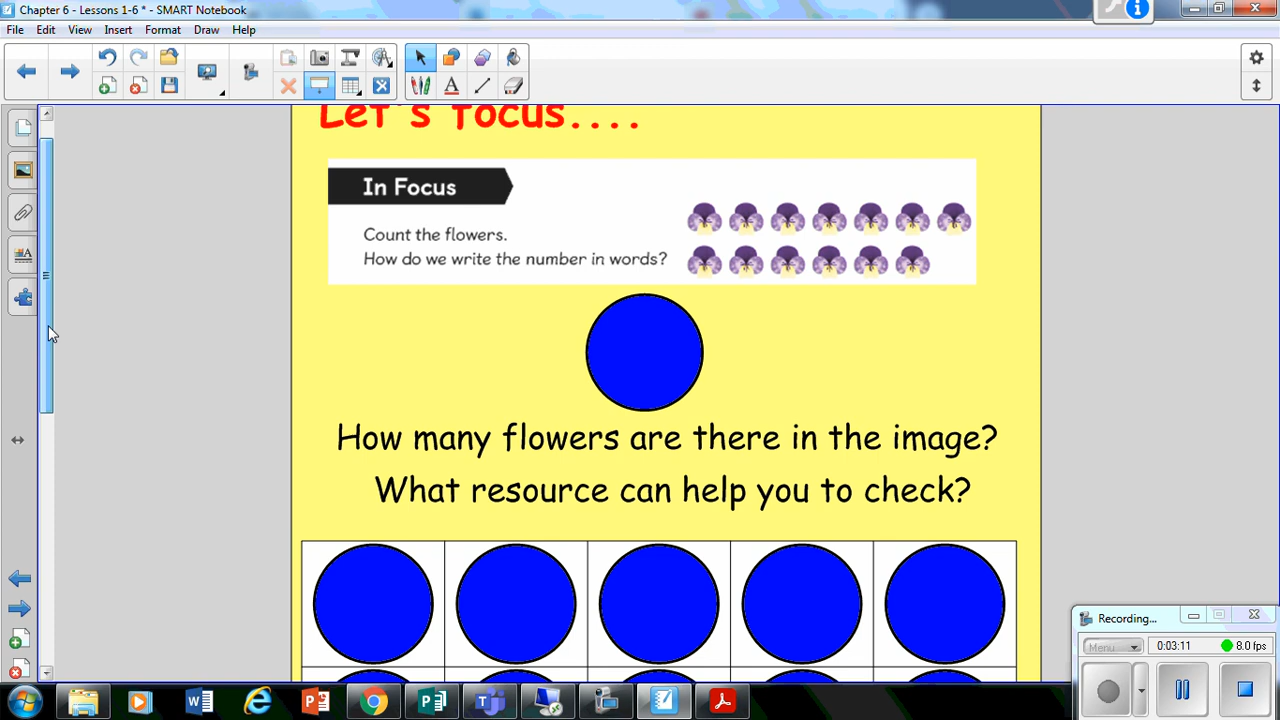 Chapter 6 - Lessons 1-6 * - SMART Notebook
File Edit View Insert Format Draw Help
Let's focus....
In Focus
Count the flowers.
How do we write the number in words?
How many flowers are there in the image?
What resource can help you to check?
Recording...
Menu 0:03:11 8.0 fps